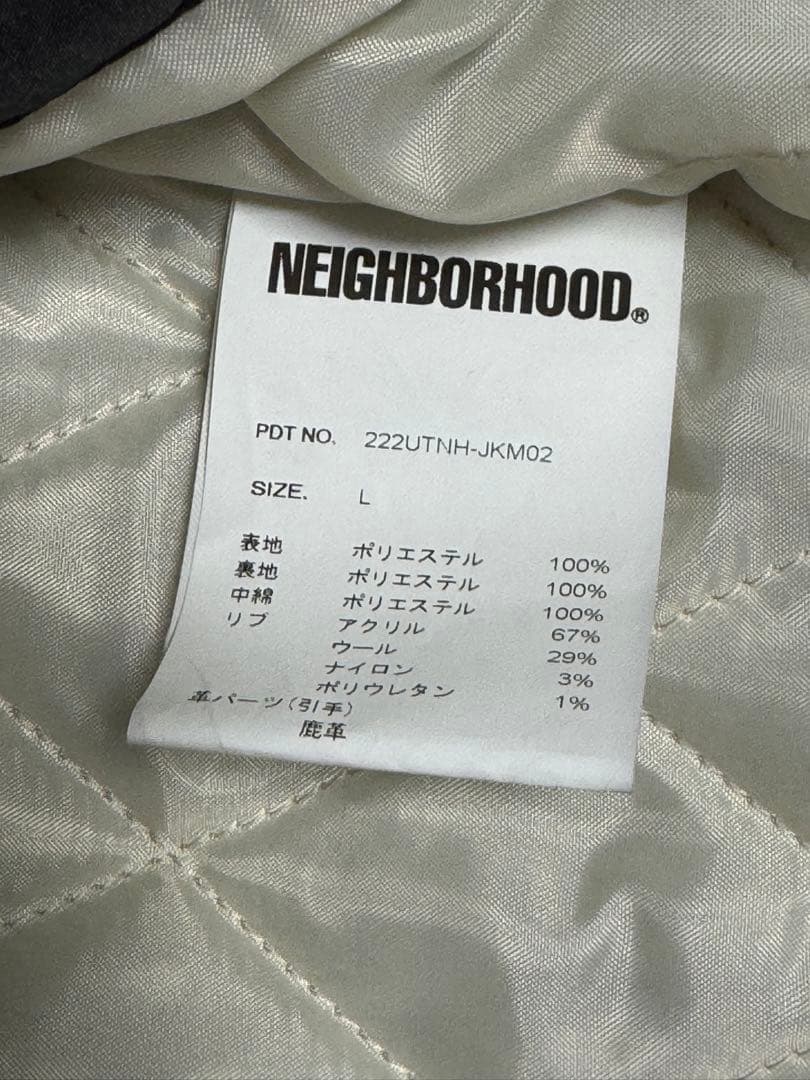 NEIGHBORHOOD®
PDT NO. 222UTNH-JKM02
SIZE. L
表地 ポリエステル 100%
裏地 ポリエステル 100%
中綿 ポリエステル 100%
リブ アクリル 67%
ウール 29%
ナイロン 3%
ポリウレタン 1%
革パーツ(引手)
鹿革